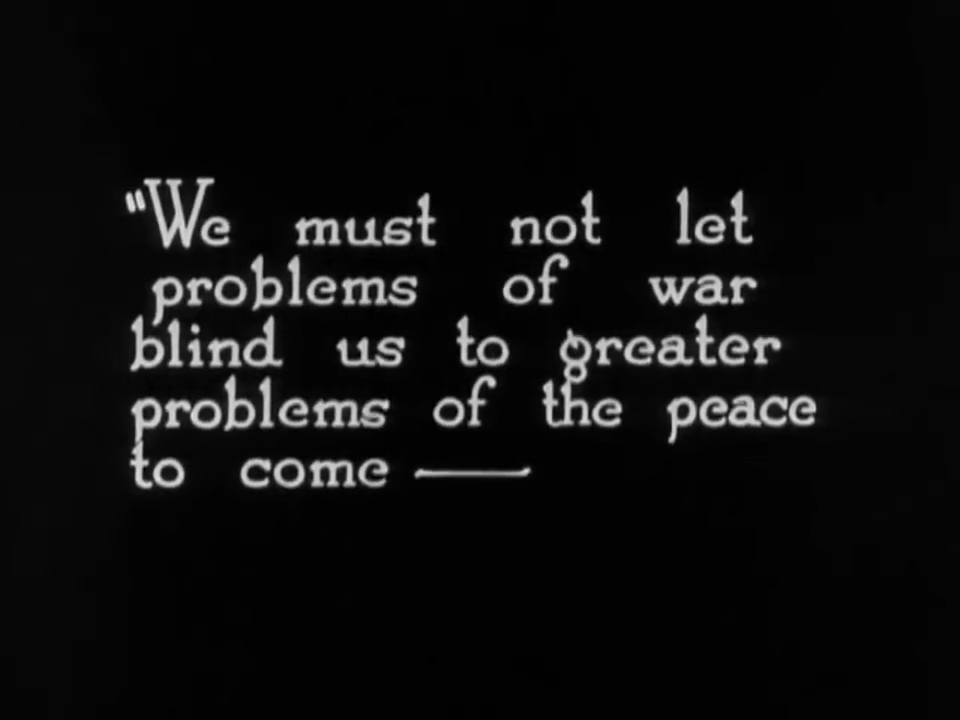 "We must not let
problems of war
blind us to greater
problems of the peace
to come —